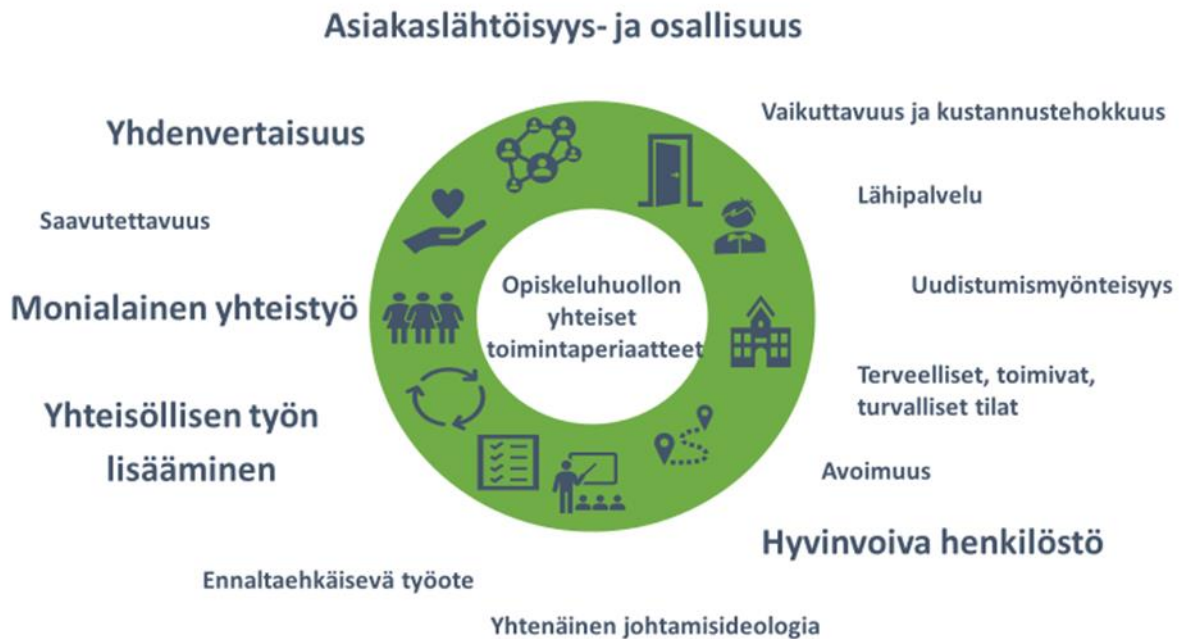 Asiakaslähtöisyys- ja osallisuus
Vaikuttavuus ja kustannustehokkuus
Yhdenvertaisuus
Lähipalvelu
Saavutettavuus
Uudistumismyönteisyys
Opiskeluhuollon
yhteiset
toimintaperiaatteet
Monialainen yhteistyö
Terveelliset, toimivat,
turvalliset tilat
Yhteisöllisen työn
lisääminen
Avoimuus
Hyvinvoiva henkilöstö
Ennaltaehkäisevä työote
Yhtenäinen johtamisideologia